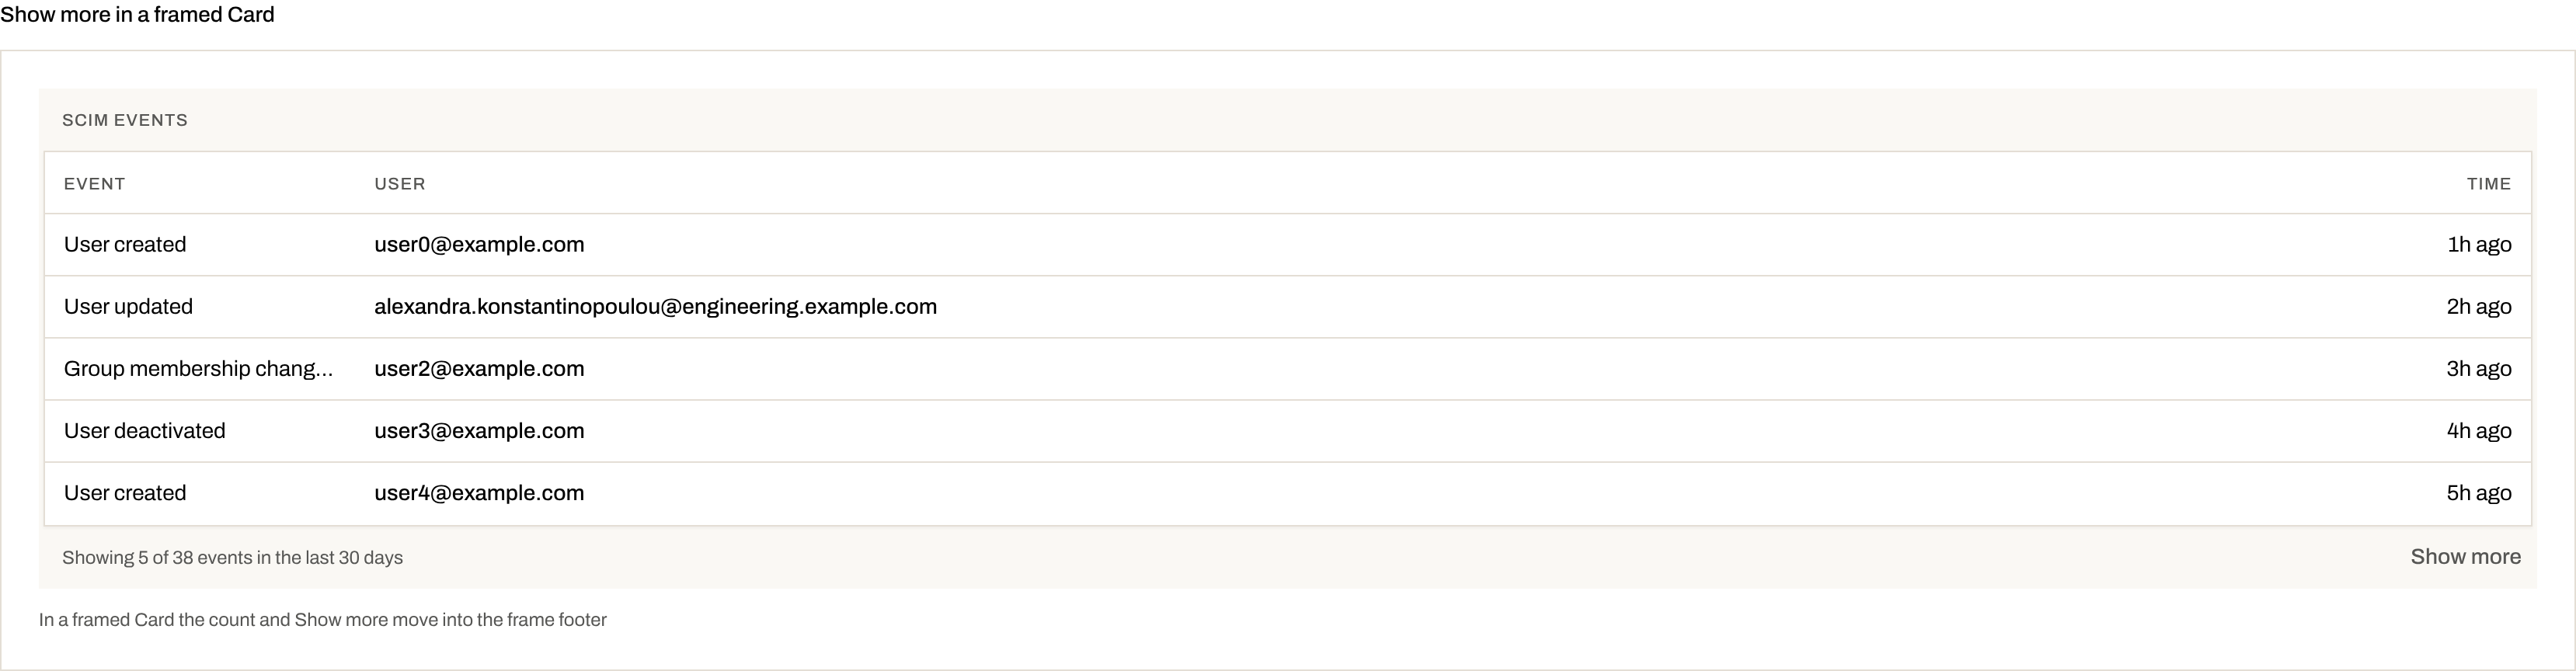 Show more in a framed Card
SCIM EVENTS
EVENT USER TIME
User created user0@example.com 1h ago
User updated alexandra.konstantinopoulou@engineering.example.com 2h ago
Group membership chang... user2@example.com 3h ago
User deactivated user3@example.com 4h ago
User created user4@example.com 5h ago
Showing 5 of 38 events in the last 30 days Show more
In a framed Card the count and Show more move into the frame footer